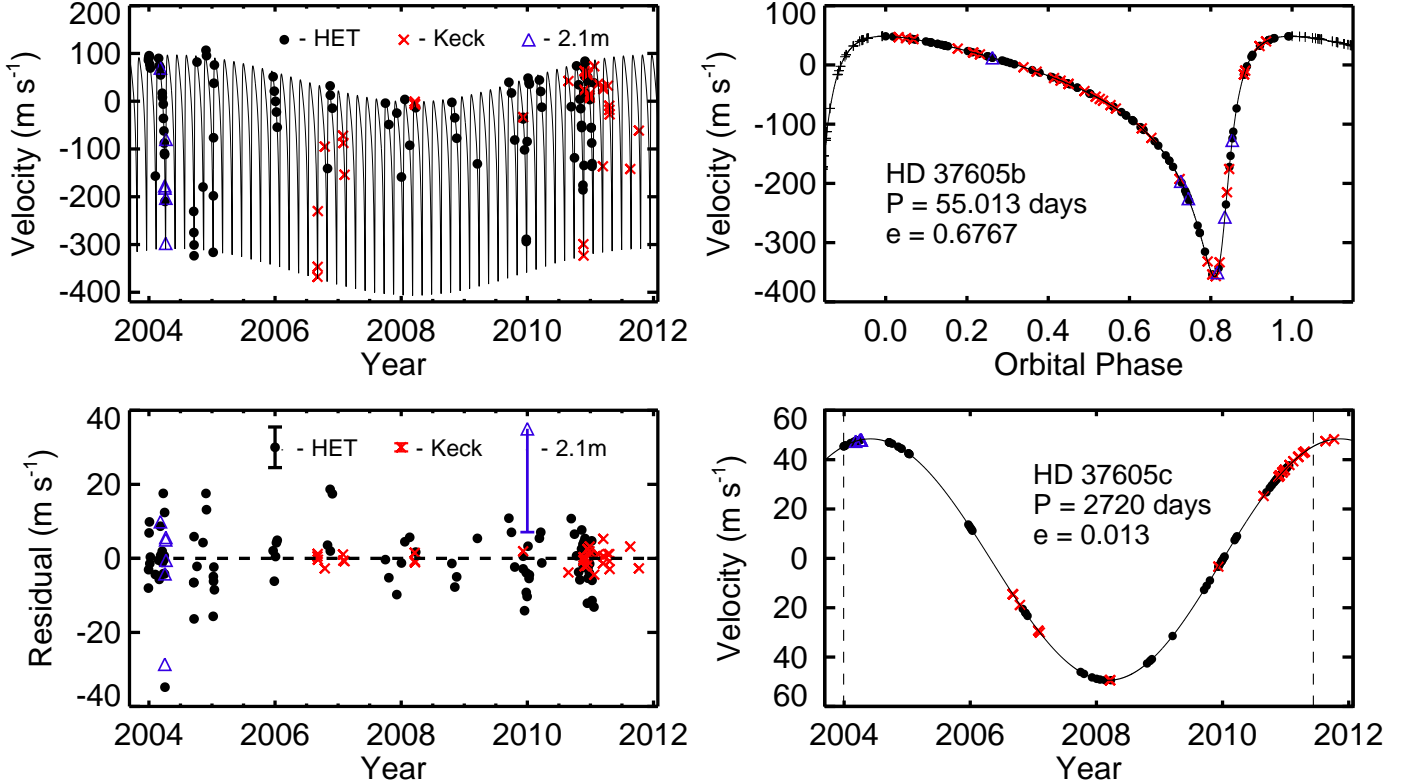 200
100
0
-100
-200
-300
-400
Velocity (m s⁻¹)
- HET - Keck - 2.1m
2004 2006 2008 2010 2012
Year
50
0
-100
-200
-300
-400
Velocity (m s⁻¹)
HD 37605b
P = 55.013 days
e = 0.6767
0.0 0.2 0.4 0.6 0.8 1.0
Orbital Phase
40
20
0
-20
-40
Residual (m s⁻¹)
- HET - Keck - 2.1m
2004 2006 2008 2010 2012
Year
60
40
20
0
20
40
60
Velocity (m s⁻¹)
HD 37605c
P = 2720 days
e = 0.013
2004 2006 2008 2010 2012
Year